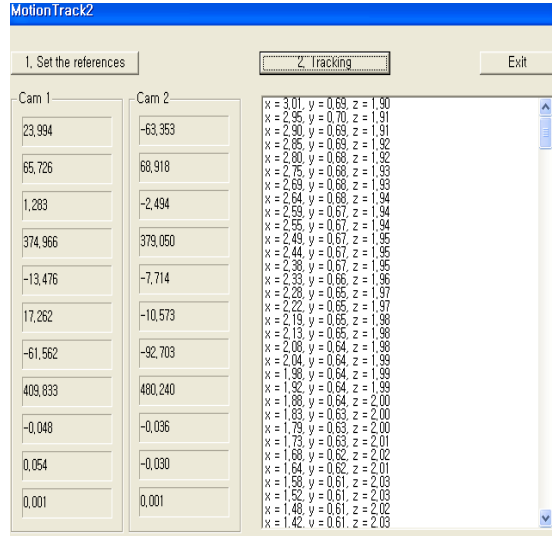 MotionTrack2
1, Set the references
2, Tracking
Exit
Cam 1
23,994
65,726
1,283
374,966
-13,476
17,262
-61,562
409,833
-0,048
0,054
0,001
Cam 2
-63,353
68,918
-2,494
379,050
-7,714
-10,573
-92,703
480,240
-0,036
-0,030
0,001
x = 3,01, y = 0,69, z = 1,90
x = 2,95, y = 0,70, z = 1,91
x = 2,90, y = 0,69, z = 1,91
x = 2,85, y = 0,69, z = 1,92
x = 2,80, y = 0,68, z = 1,92
x = 2,75, y = 0,68, z = 1,93
x = 2,69, y = 0,68, z = 1,93
x = 2,64, y = 0,68, z = 1,94
x = 2,59, y = 0,67, z = 1,94
x = 2,55, y = 0,67, z = 1,94
x = 2,49, y = 0,67, z = 1,95
x = 2,44, y = 0,67, z = 1,95
x = 2,38, y = 0,67, z = 1,95
x = 2,33, y = 0,66, z = 1,96
x = 2,28, y = 0,65, z = 1,97
x = 2,22, y = 0,65, z = 1,97
x = 2,19, y = 0,65, z = 1,98
x = 2,13, y = 0,65, z = 1,98
x = 2,08, y = 0,64, z = 1,98
x = 2,04, y = 0,64, z = 1,99
x = 1,98, y = 0,64, z = 1,99
x = 1,92, y = 0,64, z = 1,99
x = 1,88, y = 0,64, z = 2,00
x = 1,83, y = 0,63, z = 2,00
x = 1,79, y = 0,63, z = 2,00
x = 1,73, y = 0,63, z = 2,01
x = 1,68, y = 0,62, z = 2,02
x = 1,64, y = 0,62, z = 2,01
x = 1,58, y = 0,61, z = 2,03
x = 1,52, y = 0,61, z = 2,03
x = 1,48, y = 0,61, z = 2,02
x = 1,42, y = 0,61, z = 2,03